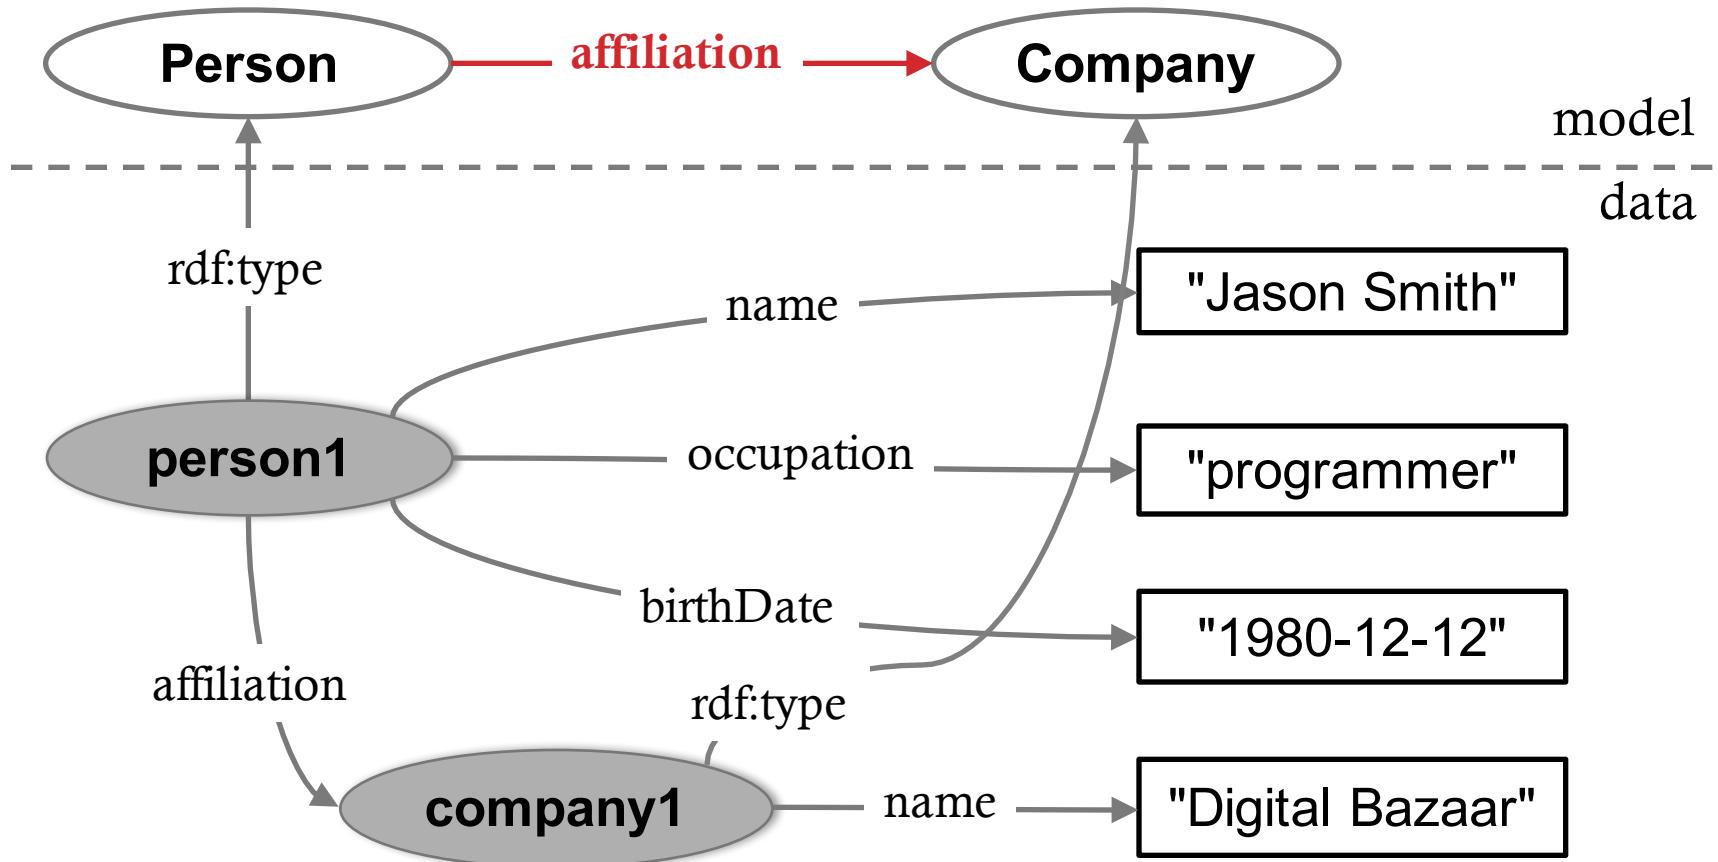 Person
affiliation
Company
model
data
rdf:type
name
"Jason Smith"
person1
occupation
"programmer"
birthDate
"1980-12-12"
affiliation
rdf:type
company1
name
"Digital Bazaar"